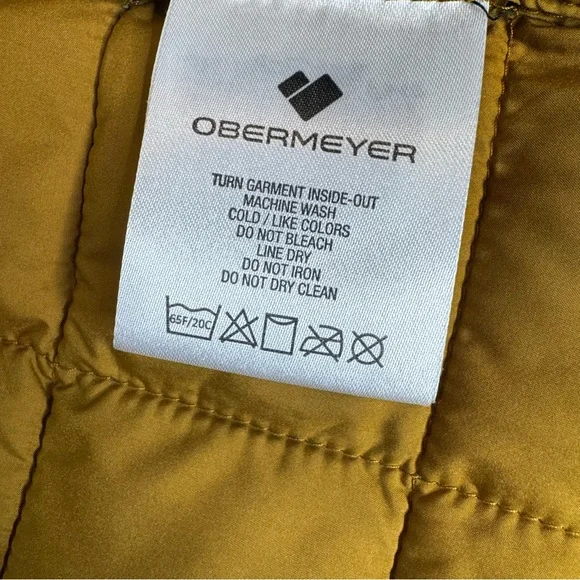 OBERMEYER
TURN GARMENT INSIDE-OUT
MACHINE WASH
COLD / LIKE COLORS
DO NOT BLEACH
LINE DRY
DO NOT IRON
DO NOT DRY CLEAN
65F/20C